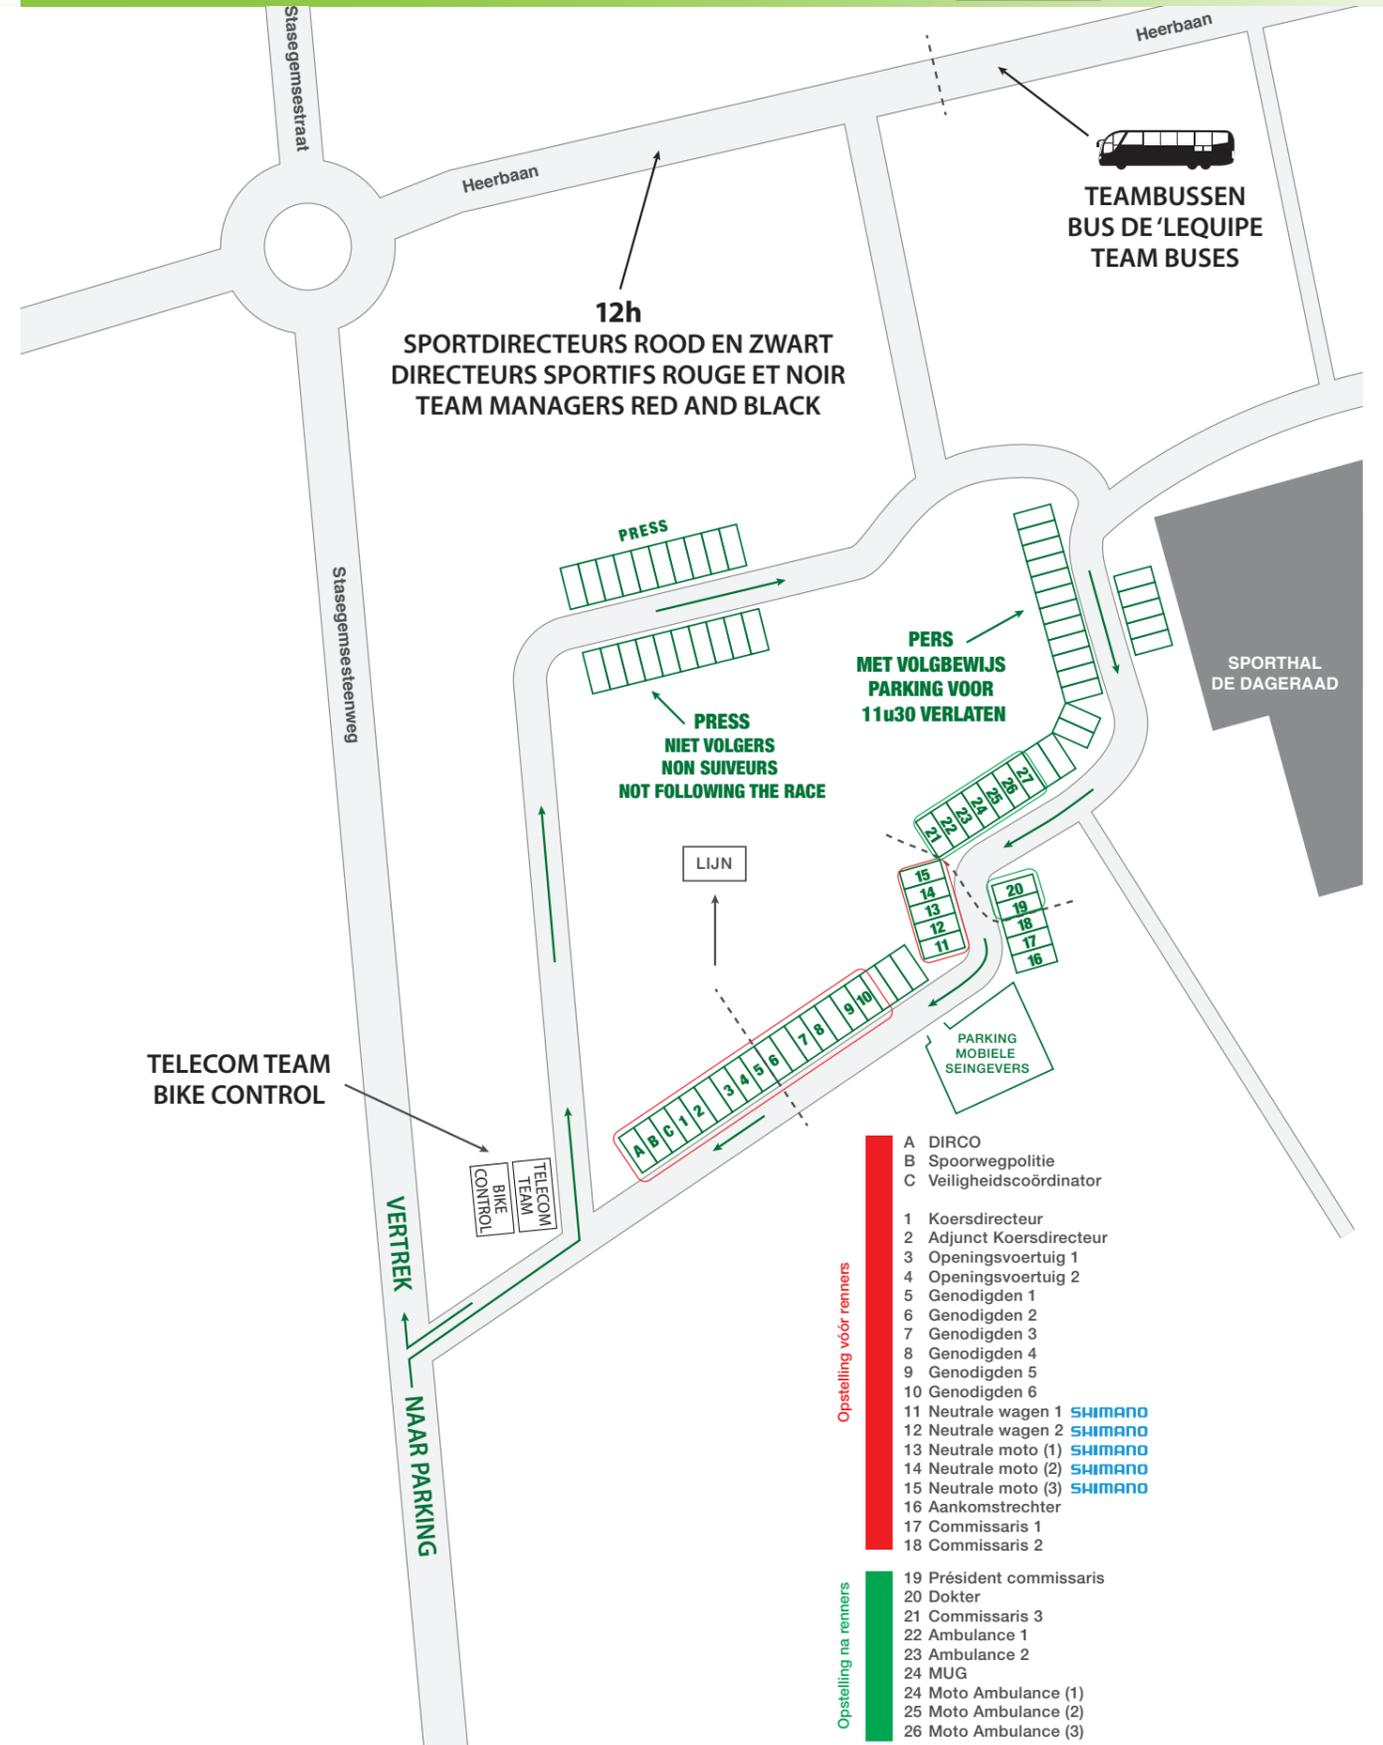 Stasegemsestraat
Heerbaan
Heerbaan
TEAMBUSSEN
BUS DE ‘LEQUIPE
TEAM BUSES
12h
SPORTDIRECTEURS ROOD EN ZWART
DIRECTEURS SPORTIFS ROUGE ET NOIR
TEAM MANAGERS RED AND BLACK
PRESS
Stasegemsesteenweg
PERS
MET VOLGBEWIJS
PARKING VOOR
11u30 VERLATEN
SPORTHAL
DE DAGERAAD
PRESS
NIET VOLGERS
NON SUIVEURS
NOT FOLLOWING THE RACE
21 22 23 24 25 26 27
LIJN
15
14
13
12
11
20
19
18
17
16
A B C 1 2 3 4 5 6 7 8 9 10
PARKING
MOBIELE
SEINGEVERS
TELECOM TEAM
BIKE CONTROL
BIKE
CONTROL
TELECOM
TEAM
VERTREK
NAAR PARKING
Opstelling vóór renners
A DIRCO
B Spoorwegpolitie
C Veiligheidscoördinator
1 Koersdirecteur
2 Adjunct Koersdirecteur
3 Openingsvoertuig 1
4 Openingsvoertuig 2
5 Genodigden 1
6 Genodigden 2
7 Genodigden 3
8 Genodigden 4
9 Genodigden 5
10 Genodigden 6
11 Neutrale wagen 1 SHIMANO
12 Neutrale wagen 2 SHIMANO
13 Neutrale moto (1) SHIMANO
14 Neutrale moto (2) SHIMANO
15 Neutrale moto (3) SHIMANO
16 Aankomstrechter
17 Commissaris 1
18 Commissaris 2
Opstelling na renners
19 Président commissaris
20 Dokter
21 Commissaris 3
22 Ambulance 1
23 Ambulance 2
24 MUG
24 Moto Ambulance (1)
25 Moto Ambulance (2)
26 Moto Ambulance (3)